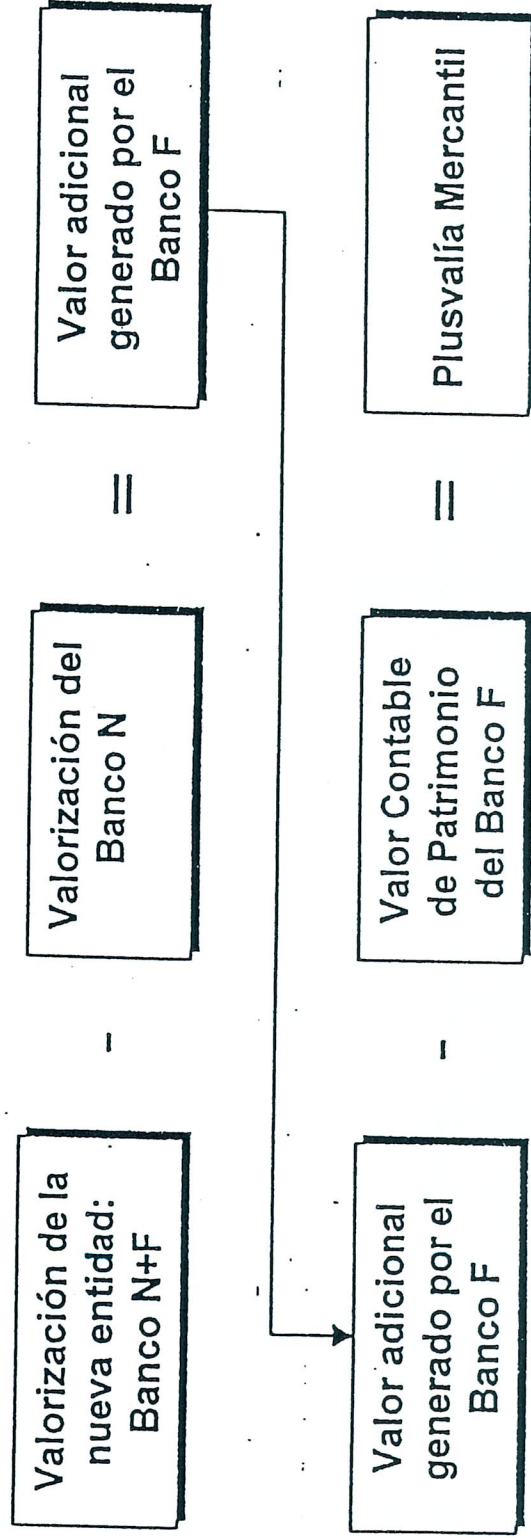 Valorización de la
nueva entidad:
Banco N+F
-
Valorización del
Banco N
=
Valor adicional
generado por el
Banco F
Valor adicional
generado por el
Banco F
-
Valor Contable
de Patrimonio
del Banco F
=
Plusvalía Mercantil